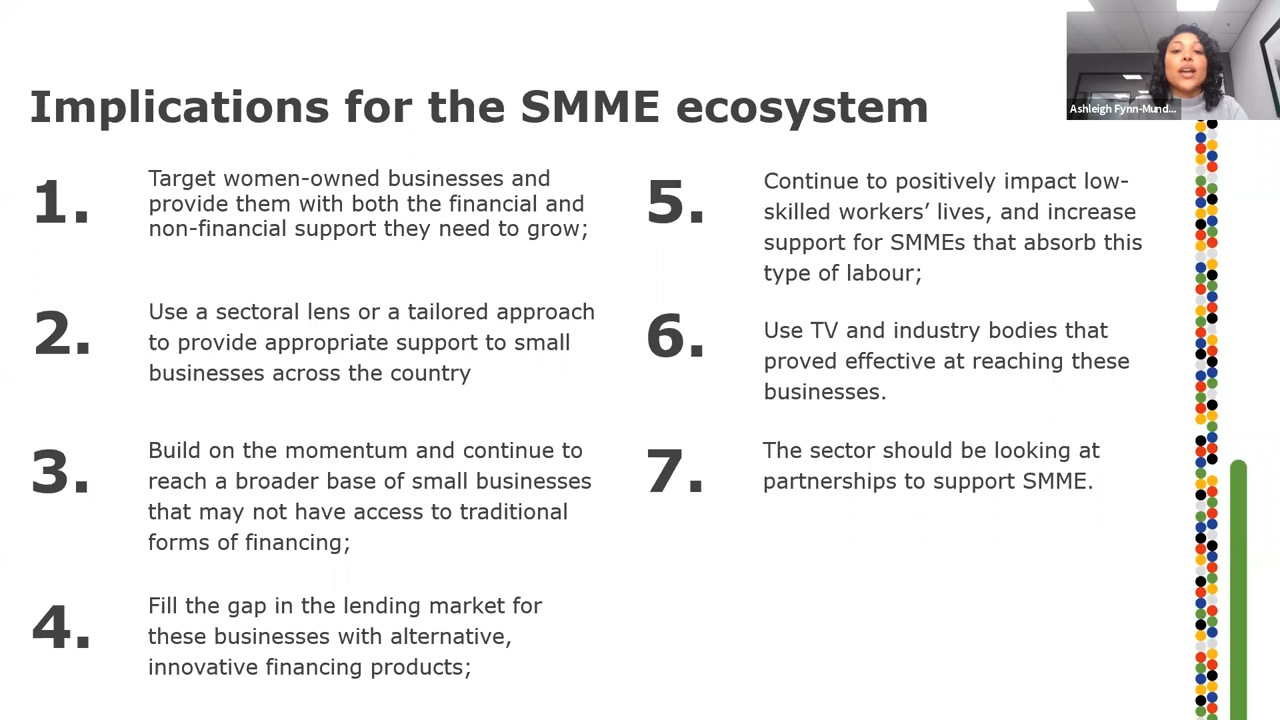 Implications for the SMME ecosystem
1.
Target women-owned businesses and
provide them with both the financial and
non-financial support they need to grow;
2.
Use a sectoral lens or a tailored approach
to provide appropriate support to small
businesses across the country
3.
Build on the momentum and continue to
reach a broader base of small businesses
that may not have access to traditional
forms of financing;
4.
Fill the gap in the lending market for
these businesses with alternative,
innovative financing products;
5.
Continue to positively impact low-
skilled workers’ lives, and increase
support for SMMEs that absorb this
type of labour;
6.
Use TV and industry bodies that
proved effective at reaching these
businesses.
7.
The sector should be looking at
partnerships to support SMME.
Ashleigh Fynn-Mund...